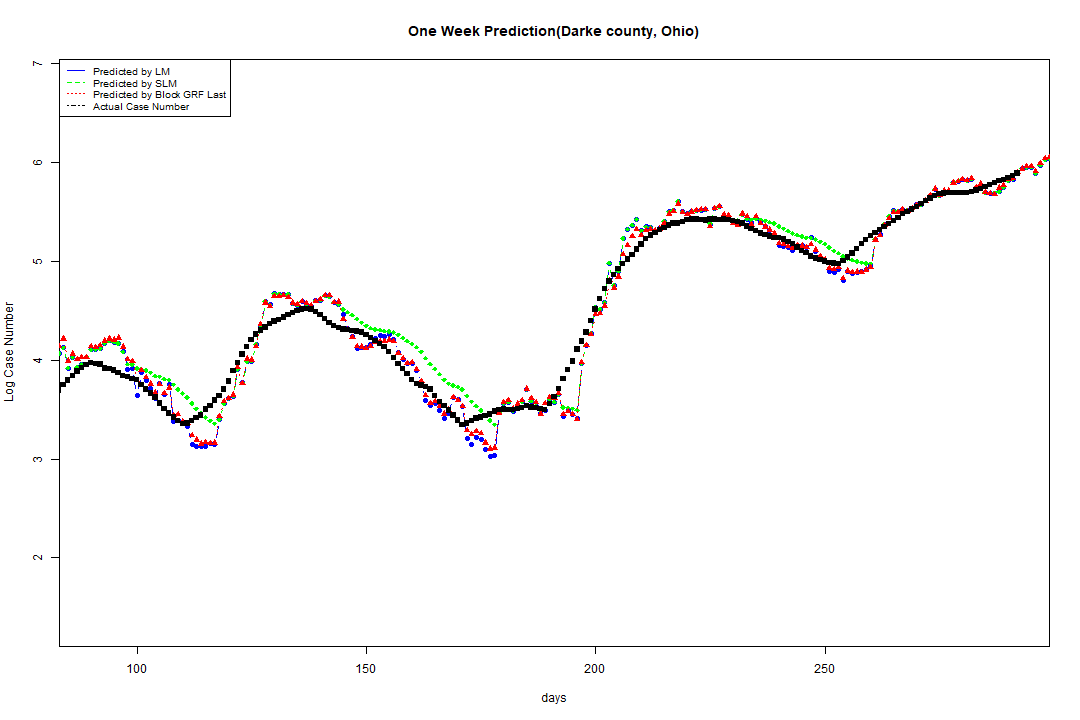 One Week Prediction(Darke county, Ohio)
7
Predicted by LM
Predicted by SLM
Predicted by Block GRF Last
Actual Case Number
6
5
4
3
2
Log Case Number
100 150 200 250
days